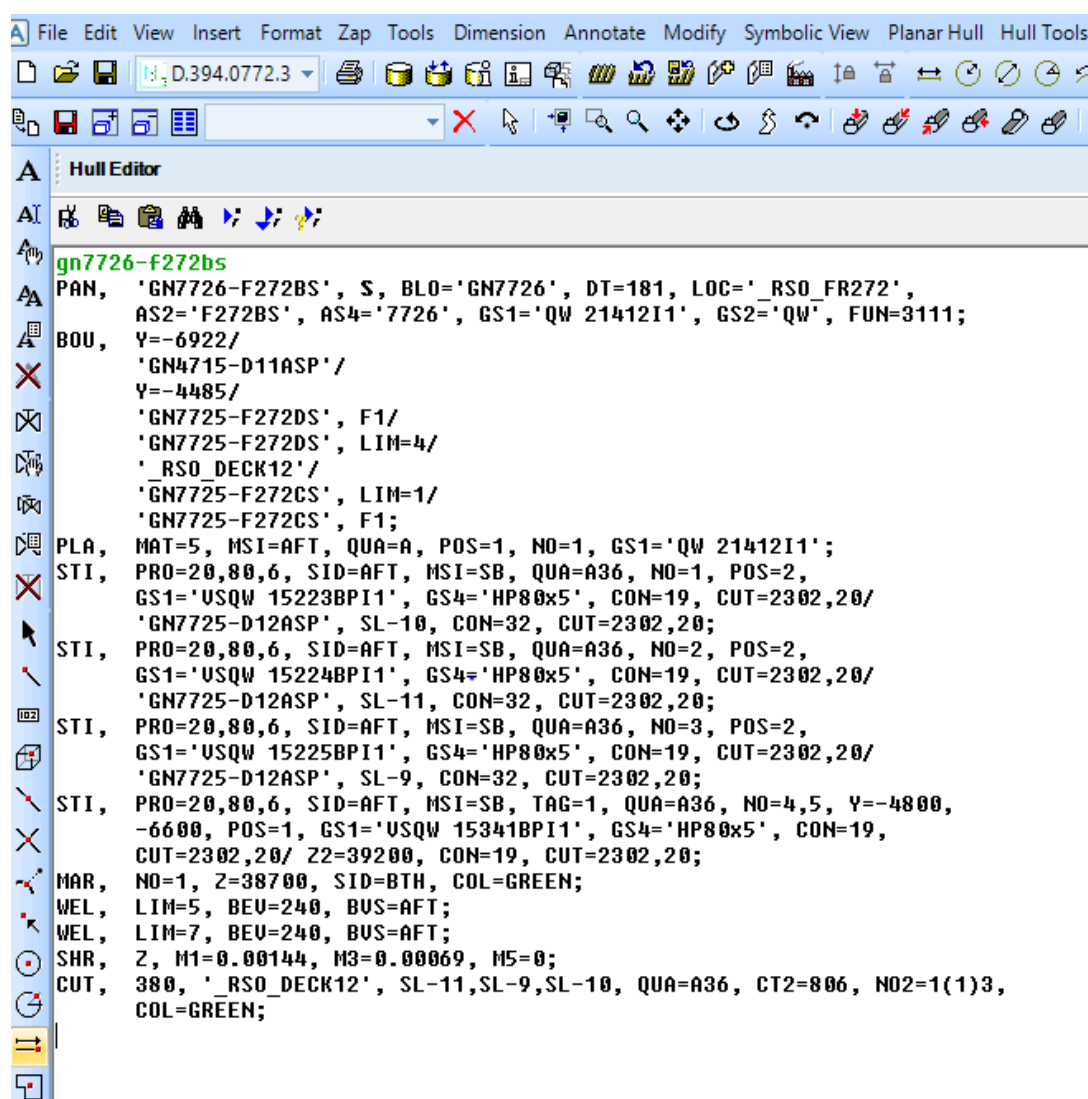 File Edit View Insert Format Zap Tools Dimension Annotate Modify Symbolic View Planar Hull Hull Tools
D.394.0772.3
Hull Editor
gn7726-f272bs
PAN, 'GN7726-F272BS', S, BLO='GN7726', DT=181, LOC='_RSO_FR272',
AS2='F272BS', AS4='7726', GS1='QW 21412I1', GS2='QW', FUN=3111;
BOU, Y=-6922/
'GN4715-D11ASP'/
Y=-4485/
'GN7725-F272DS', F1/
'GN7725-F272DS', LIM=4/
'_RSO_DECK12'/
'GN7725-F272CS', LIM=1/
'GN7725-F272CS', F1;
PLA, MAT=5, MSI=AFT, QUA=A, POS=1, NO=1, GS1='QW 21412I1';
STI, PRO=20,80,6, SID=AFT, MSI=SB, QUA=A36, NO=1, POS=2,
GS1='VSQW 15223BPI1', GS4='HP80x5', CON=19, CUT=2302,20/
'GN7725-D12ASP', SL-10, CON=32, CUT=2302,20;
STI, PRO=20,80,6, SID=AFT, MSI=SB, QUA=A36, NO=2, POS=2,
GS1='VSQW 15224BPI1', GS4='HP80x5', CON=19, CUT=2302,20/
'GN7725-D12ASP', SL-11, CON=32, CUT=2302,20;
STI, PRO=20,80,6, SID=AFT, MSI=SB, QUA=A36, NO=3, POS=2,
GS1='VSQW 15225BPI1', GS4='HP80x5', CON=19, CUT=2302,20/
'GN7725-D12ASP', SL-9, CON=32, CUT=2302,20;
STI, PRO=20,80,6, SID=AFT, MSI=SB, TAG=1, QUA=A36, NO=4,5, Y=-4800,
-6600, POS=1, GS1='VSQW 15341BPI1', GS4='HP80x5', CON=19,
CUT=2302,20/ Z2=39200, CON=19, CUT=2302,20;
MAR, NO=1, Z=38700, SID=BTH, COL=GREEN;
WEL, LIM=5, BEV=240, BVS=AFT;
WEL, LIM=7, BEV=240, BVS=AFT;
SHR, Z, M1=0.00144, M3=0.00069, M5=0;
CUT, 380, '_RSO_DECK12', SL-11,SL-9,SL-10, QUA=A36, CT2=806, NO2=1(1)3,
COL=GREEN;